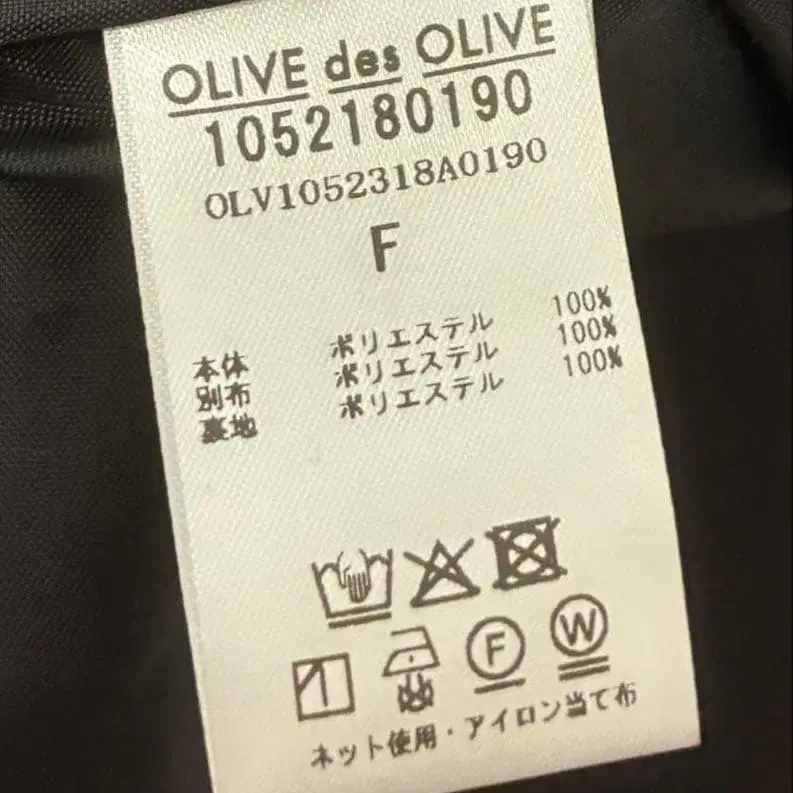 OLIVE des OLIVE
1052180190
OLV1052318A0190
F
本体 ポリエステル 100%
別布 ポリエステル 100%
裏地 ポリエステル 100%
F W
ネット使用・アイロン当て布